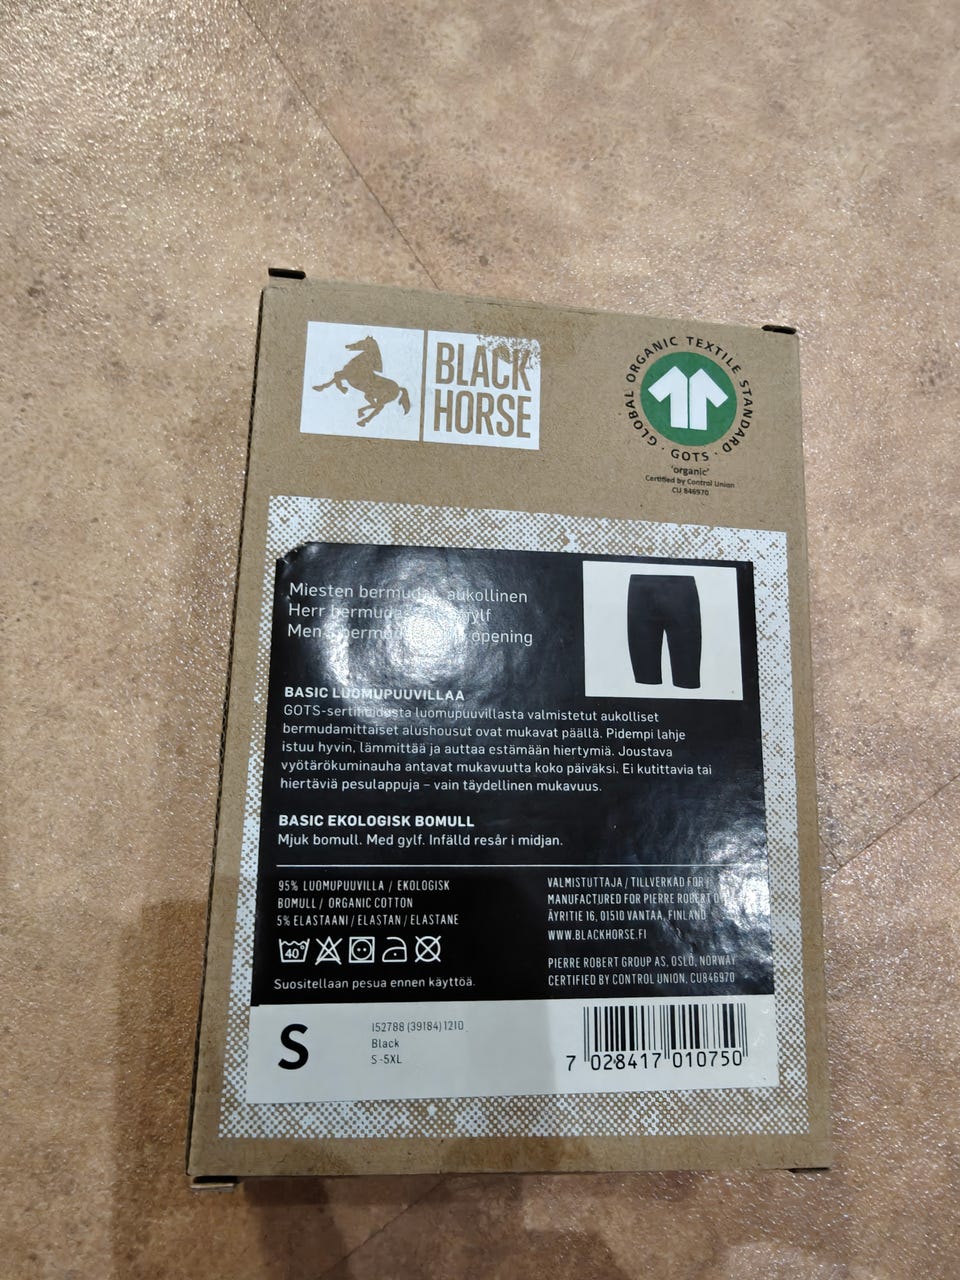 BLACK
HORSE
GLOBAL ORGANIC TEXTILE STANDARD · GOTS ·
'organic'
Certified by Control Union
CU 846970
Miesten bermudat, aukollinen
Herr bermuda gylf
Men opening
BASIC LUOMUPUUVILLAA
GOTS-sertifioidusta luomupuuvillasta valmistetut aukolliset
bermudamittaiset alushousut ovat mukavat päällä. Pidempi lahje
istuu hyvin, lämmittää ja auttaa estämään hiertymiä. Joustava
vyötärökuminauha antavat mukavuutta koko päiväksi. Ei kutittavia tai
hiertäviä pesulappuja – vain täydellinen mukavuus.
BASIC EKOLOGISK BOMULL
Mjuk bomull. Med gylf. Infälld resår i midjan.
95% LUOMUPUUVILLA / EKOLOGISK
BOMULL / ORGANIC COTTON
5% ELASTAANI / ELASTAN / ELASTANE
40°
Suositellaan pesua ennen käyttöä.
VALMISTUTTAJA / TILLVERKAD FÖR /
MANUFACTURED FOR PIERRE ROBERT
ÄYRITIE 16, 01510 VANTAA, FINLAND
WWW.BLACKHORSE.FI
PIERRE ROBERT GROUP AS, OSLO, NORWAY
CERTIFIED BY CONTROL UNION, CU846970
S
152788 (39184) 1210
Black
S-5XL
7 028417 010750